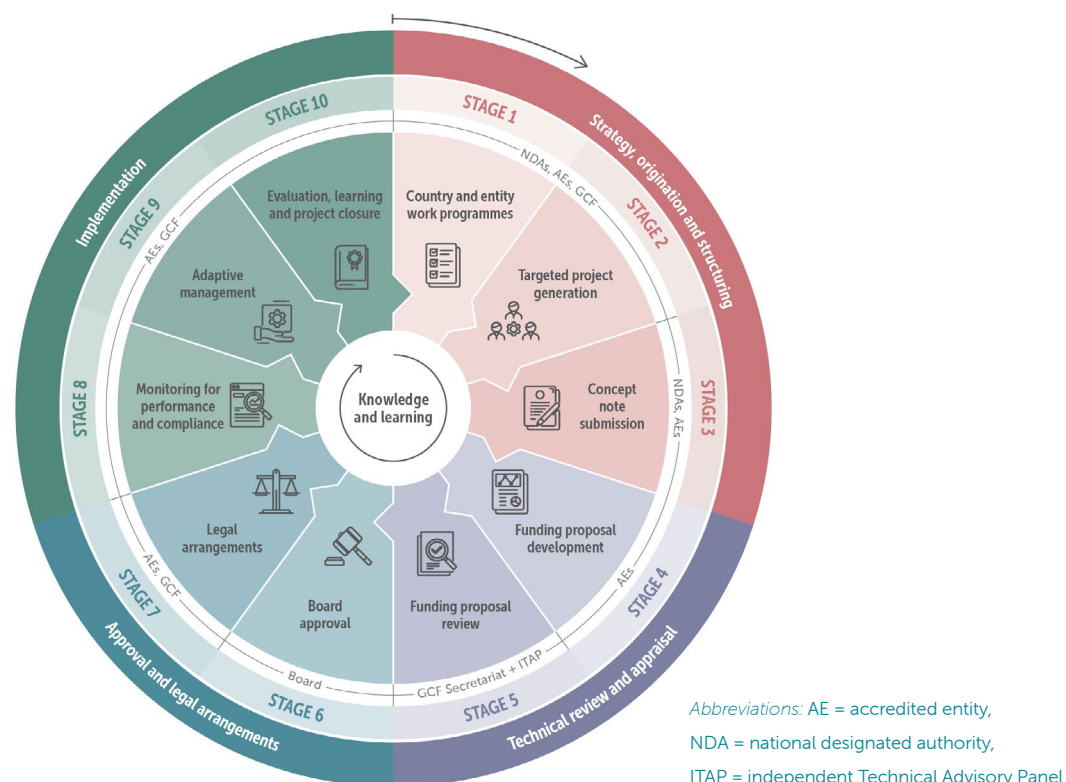 STAGE 1
STAGE 2
STAGE 3
STAGE 4
STAGE 5
STAGE 6
STAGE 7
STAGE 8
STAGE 9
STAGE 10
Strategy, origination and structuring
Technical review and appraisal
Approval and legal arrangements
Implementation
NDAs, AEs, GCF
NDAs, AEs
AEs
GCF Secretariat + ITAP
Board
AEs, GCF
AEs, GCF
Country and entity
work programmes
Targeted project
generation
Concept
note
submission
Funding proposal
development
Funding proposal
review
Board
approval
Legal
arrangements
Monitoring for
performance
and compliance
Adaptive
management
Evaluation, learning
and project closure
Knowledge
and learning
Abbreviations: AE = accredited entity,
NDA = national designated authority,
ITAP = independent Technical Advisory Panel